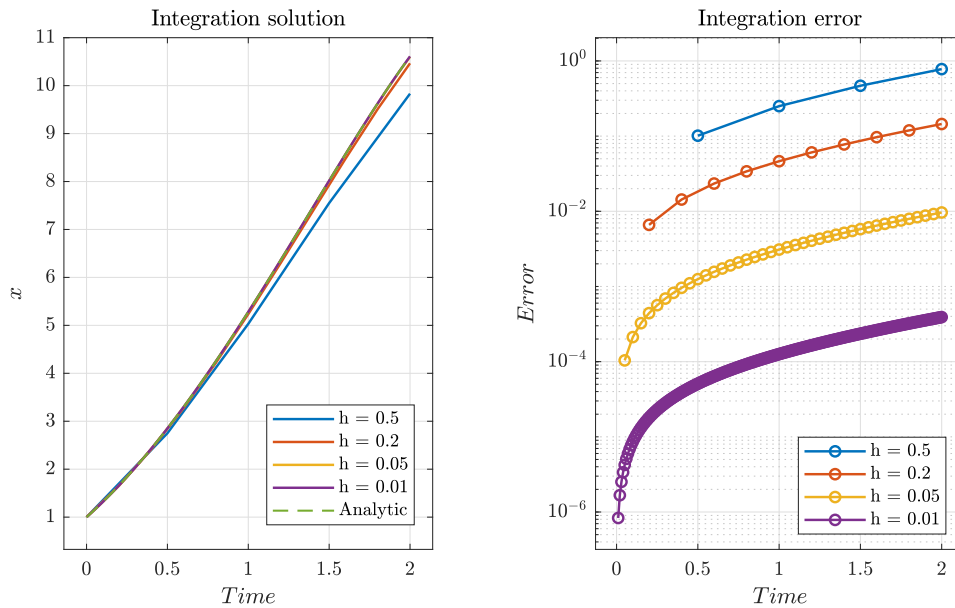 Integration solution
11
10
9
8
7
6
5
4
3
2
1
x
0
0.5
1
1.5
2
Time
h = 0.5
h = 0.2
h = 0.05
h = 0.01
Analytic
Integration error
10^0
10^-2
10^-4
10^-6
Error
0
0.5
1
1.5
2
Time
h = 0.5
h = 0.2
h = 0.05
h = 0.01